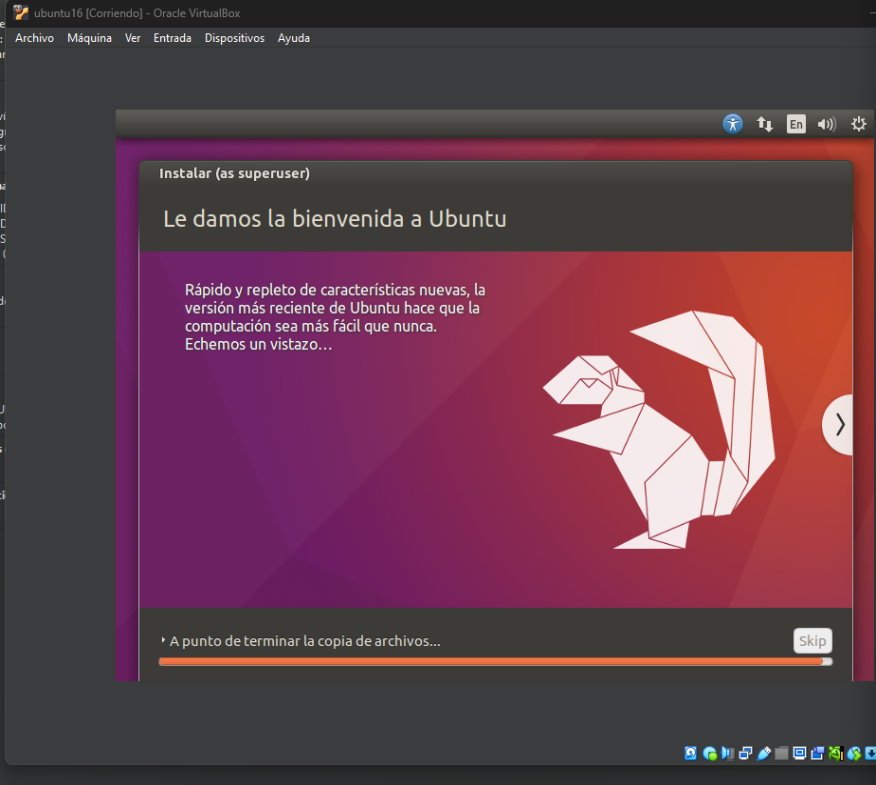 ubuntu16 [Corriendo] - Oracle VirtualBox
Archivo Máquina Ver Entrada Dispositivos Ayuda
En
Instalar (as superuser)
Le damos la bienvenida a Ubuntu
Rápido y repleto de características nuevas, la
versión más reciente de Ubuntu hace que la
computación sea más fácil que nunca.
Echemos un vistazo...
A punto de terminar la copia de archivos...
Skip